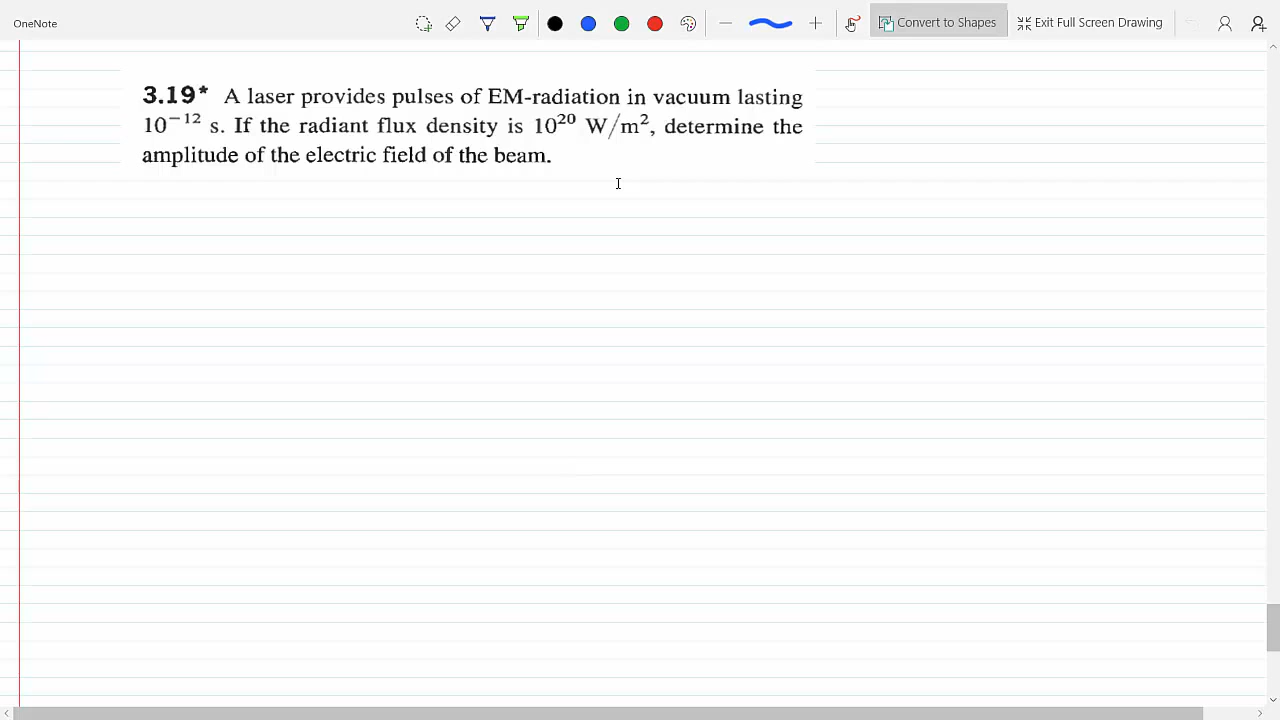 OneNote
Convert to Shapes
Exit Full Screen Drawing
3.19* A laser provides pulses of EM-radiation in vacuum lasting
10⁻¹² s. If the radiant flux density is 10²⁰ W/m², determine the
amplitude of the electric field of the beam.